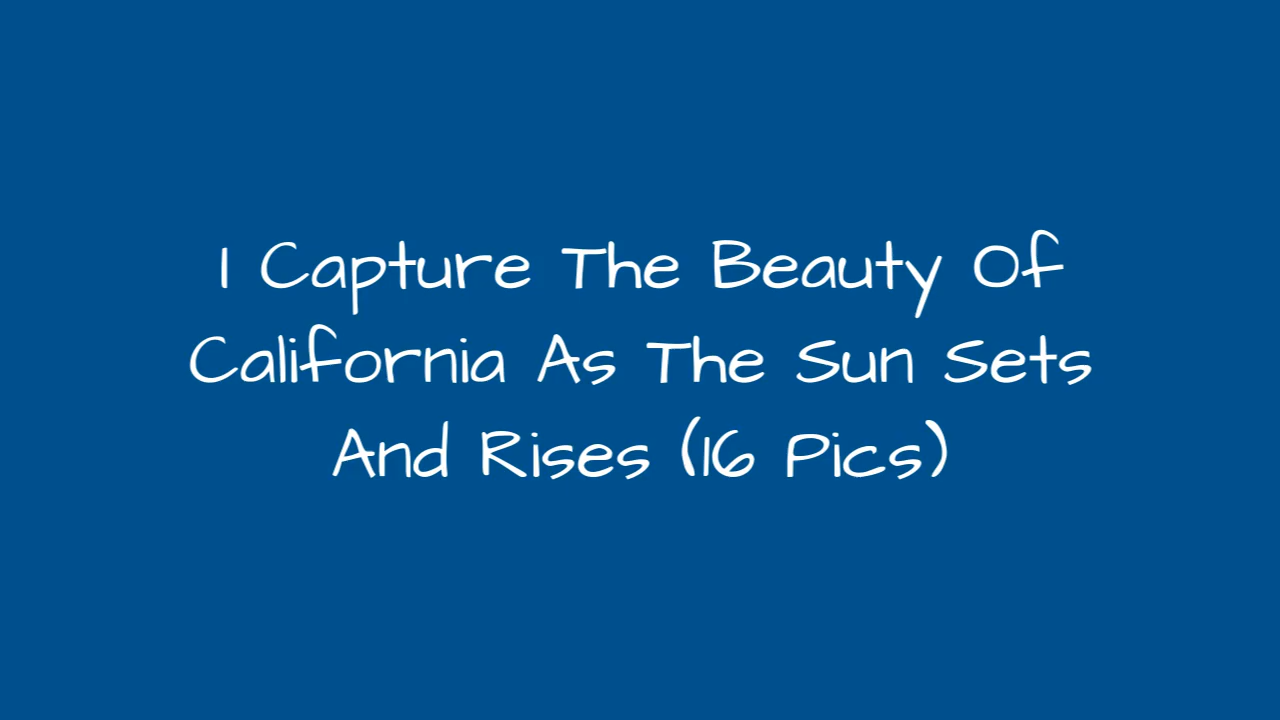 I Capture The Beauty Of
California As The Sun Sets
And Rises (16 Pics)